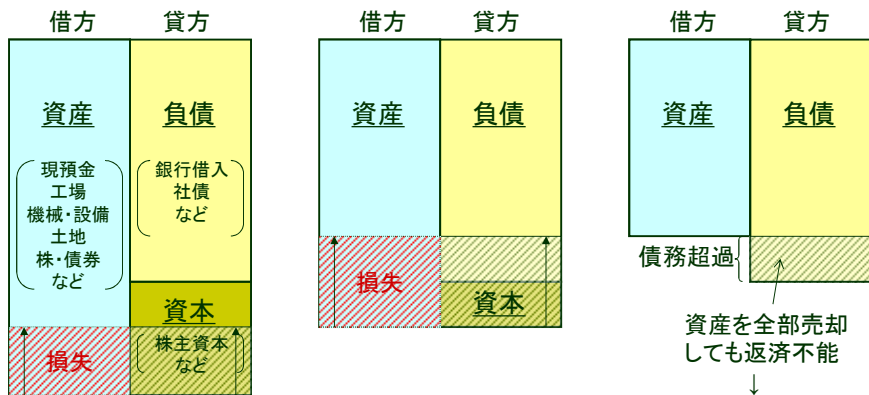 借方 貸方
資産
現預金
工場
機械・設備
土地
株・債券
など
負債
銀行借入
社債
など
資本
株主資本
など
損失
借方 貸方
資産
負債
損失
資本
借方 貸方
資産
負債
債務超過
資産を全部売却
しても返済不能
↓